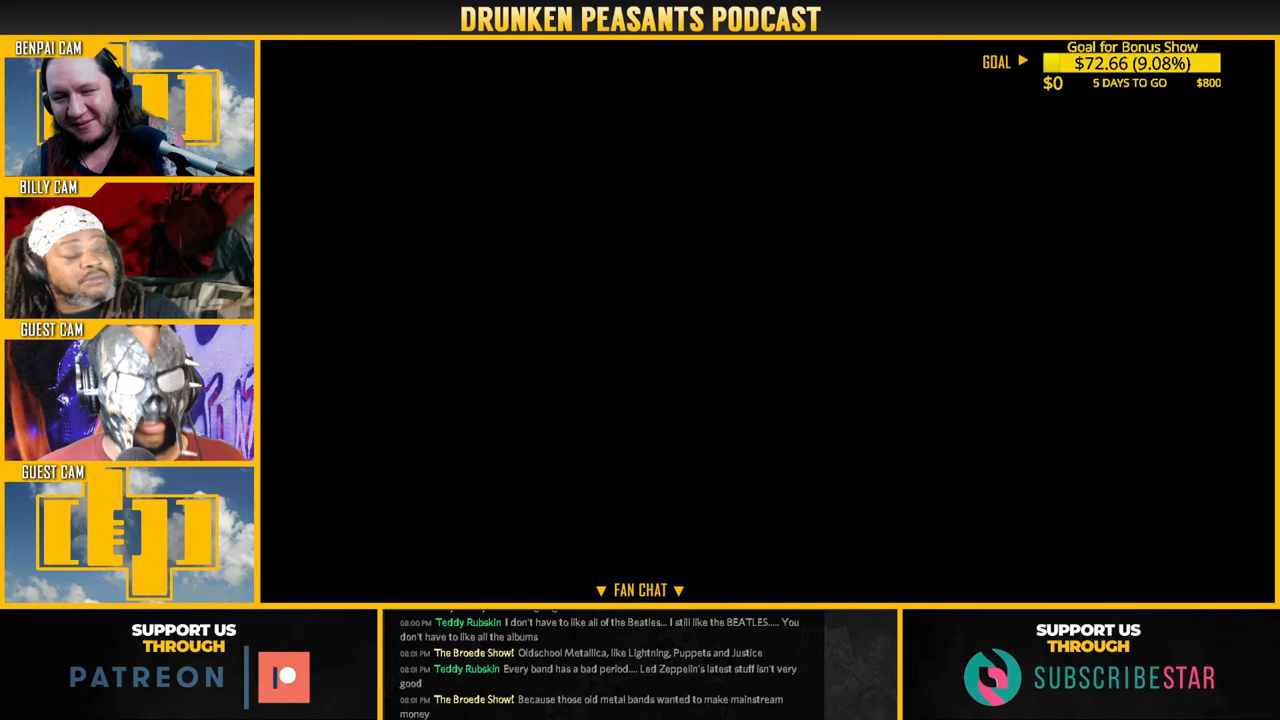 DRUNKEN PEASANTS PODCAST
BENPAI CAM
BILLY CAM
GUEST CAM
GUEST CAM
GOAL
Goal for Bonus Show
$72.66 (9.08%)
$0 5 DAYS TO GO $800
▼ FAN CHAT ▼
08:00 PM Teddy Rubskin I don't have to like all of the Beatles... I still like the BEATLES..... You
don't have to like all the albums
08:01 PM The Broede Show! Oldschool Metallica, like Lightning, Puppets and Justice
08:01 PM Teddy Rubskin Every band has a bad period.... Led Zeppelin's latest stuff isn't very
good
08:01 PM The Broede Show! Because those old metal bands wanted to make mainstream
money
SUPPORT US
THROUGH
PATREON
SUPPORT US
THROUGH
SUBSCRIBESTAR